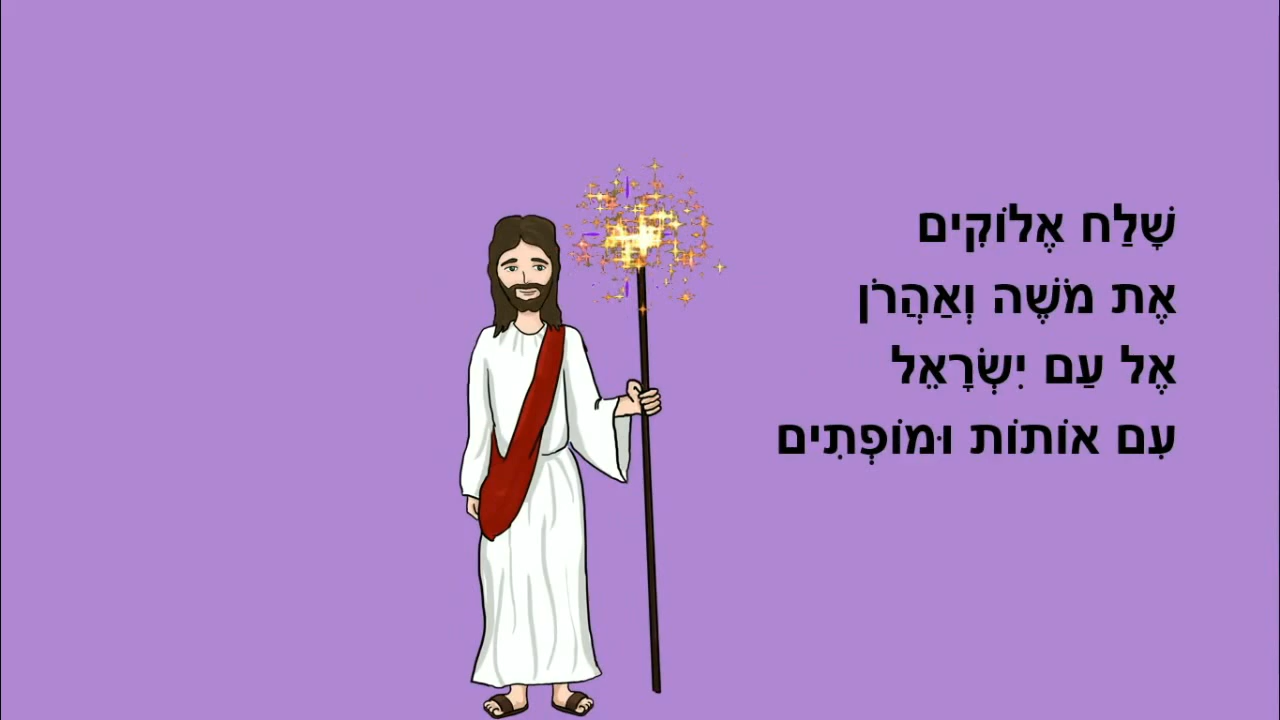 שָׁלַח אֱלוֹקִים
אֶת מֹשֶׁה וְאַהֲרֹן
אֶל עַם יִשְׂרָאֵל
עִם אוֹתוֹת וּמוֹפְתִים